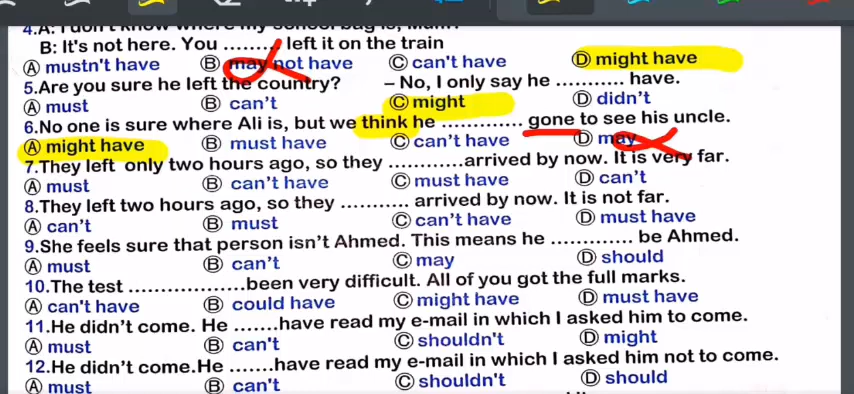 4.A: I don't know where my school bag is, Mum.
B: It's not here. You ......... left it on the train
Ⓐ mustn't have Ⓑ may not have Ⓒ can't have Ⓓ might have
5.Are you sure he left the country? – No, I only say he ........... have.
Ⓐ must Ⓑ can't Ⓒ might Ⓓ didn't
6.No one is sure where Ali is, but we think he ............. gone to see his uncle.
Ⓐ might have Ⓑ must have Ⓒ can't have Ⓓ may
7.They left only two hours ago, so they ............arrived by now. It is very far.
Ⓐ must Ⓑ can't have Ⓒ must have Ⓓ can't
8.They left two hours ago, so they ........... arrived by now. It is not far.
Ⓐ can't Ⓑ must Ⓒ can't have Ⓓ must have
9.She feels sure that person isn't Ahmed. This means he ............. be Ahmed.
Ⓐ must Ⓑ can't Ⓒ may Ⓓ should
10.The test ...................been very difficult. All of you got the full marks.
Ⓐ can't have Ⓑ could have Ⓒ might have Ⓓ must have
11.He didn't come. He .......have read my e-mail in which I asked him to come.
Ⓐ must Ⓑ can't Ⓒ shouldn't Ⓓ might
12.He didn't come.He .......have read my e-mail in which I asked him not to come.
Ⓐ must Ⓑ can't Ⓒ shouldn't Ⓓ should